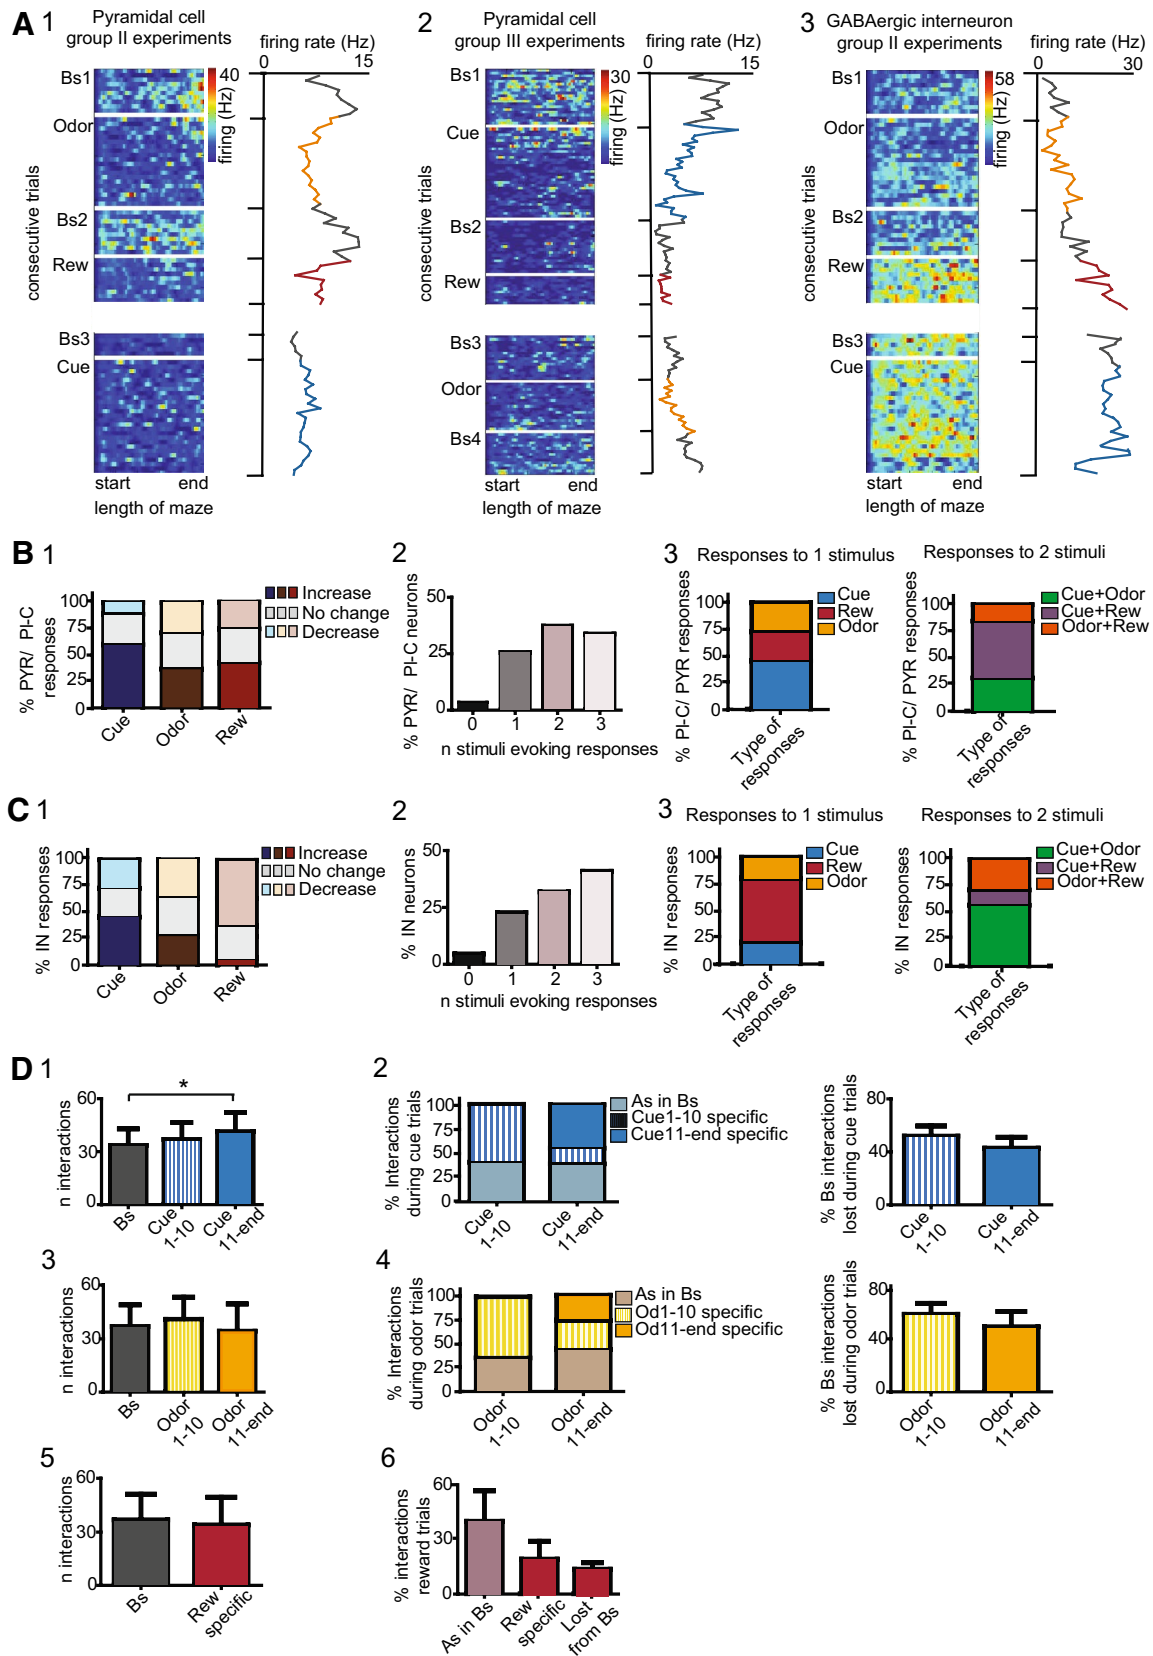 A 1
Pyramidal cell
group II experiments
firing rate (Hz)
0
15
Bs1
40
firing (Hz)
Odor
Bs2
Rew
consecutive trials
Bs3
Cue
start end
length of maze
2
Pyramidal cell
group III experiments
firing rate (Hz)
0
15
Bs1
30
firing (Hz)
Cue
Bs2
Rew
consecutive trials
Bs3
Odor
Bs4
start end
length of maze
3
GABAergic interneuron
group II experiments
firing rate (Hz)
0
30
Bs1
58
firing (Hz)
Odor
Bs2
Rew
consecutive trials
Bs3
Cue
start end
length of maze
B 1
% PYR/ PI-C
responses
100
75
50
25
0
Cue
Odor
Rew
Increase
No change
Decrease
2
% PYR/ PI-C neurons
50
25
0
0 1 2 3
n stimuli evoking responses
3
Responses to 1 stimulus
% PI-C/ PYR responses
100
75
50
25
0
Cue
Rew
Odor
Type of
responses
Responses to 2 stimuli
% PI-C/ PYR responses
100
75
50
25
0
Cue+Odor
Cue+Rew
Odor+Rew
Type of
responses
C 1
% IN responses
100
75
50
25
0
Cue
Odor
Rew
Increase
No change
Decrease
2
% IN neurons
50
25
0
0 1 2 3
n stimuli evoking responses
3
Responses to 1 stimulus
% IN responses
100
75
50
25
0
Cue
Rew
Odor
Type of
responses
Responses to 2 stimuli
% IN responses
100
75
50
25
0
Cue+Odor
Cue+Rew
Odor+Rew
Type of
responses
D 1
n interactions
60
30
0
*
Bs
Cue
1-10
Cue
11-end
2
% Interactions
during cue trials
100
75
50
25
0
Cue
1-10
Cue
11-end
As in Bs
Cue1-10 specific
Cue11-end specific
% Bs interactions
lost during cue trials
80
40
0
Cue
1-10
Cue
11-end
3
n interactions
60
30
0
Bs
Odor
1-10
Odor
11-end
4
% Interactions
during odor trials
100
75
50
25
0
Odor
1-10
Odor
11-end
As in Bs
Od1-10 specific
Od11-end specific
% Bs interactions
lost during odor trials
80
40
0
Odor
1-10
Odor
11-end
5
n interactions
60
30
0
Bs
Rew
specific
6
% interactions
reward trials
60
30
0
As in Bs
Rew
specific
Lost
from Bs